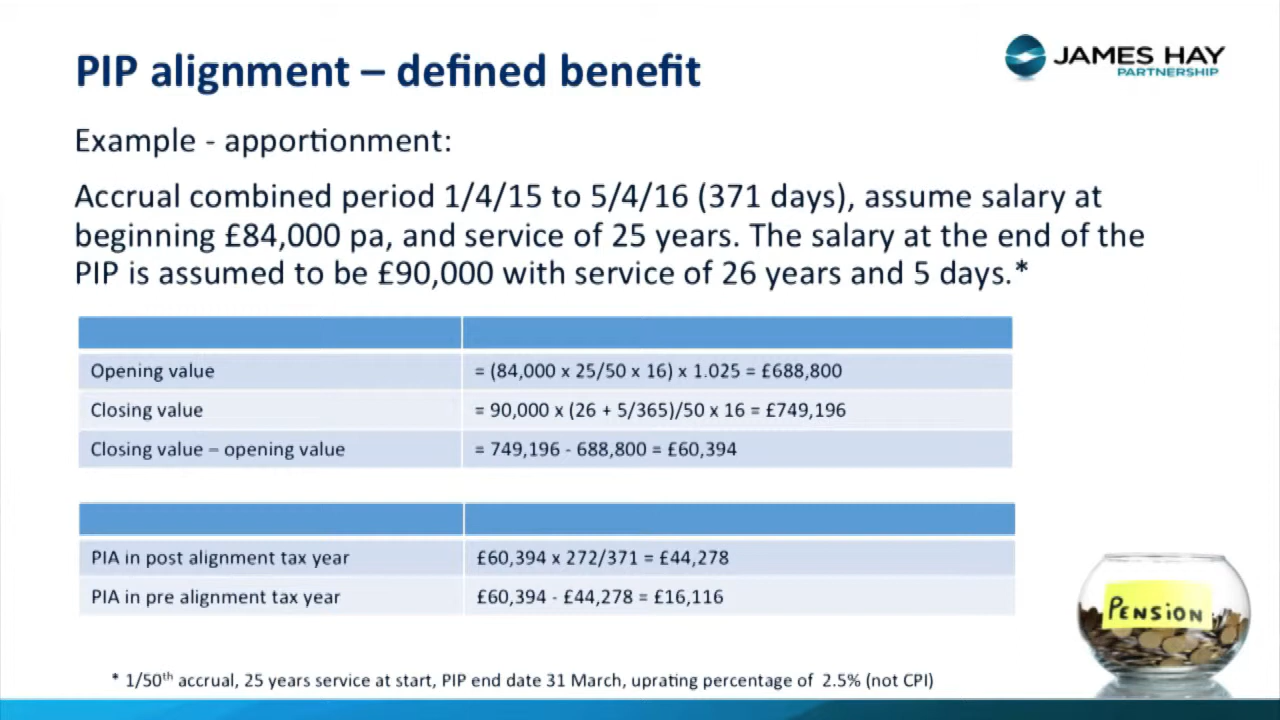 PIP alignment – defined benefit
JAMES HAY
PARTNERSHIP
Example - apportionment:
Accrual combined period 1/4/15 to 5/4/16 (371 days), assume salary at
beginning £84,000 pa, and service of 25 years. The salary at the end of the
PIP is assumed to be £90,000 with service of 26 years and 5 days.*
Opening value = (84,000 x 25/50 x 16) x 1.025 = £688,800
Closing value = 90,000 x (26 + 5/365)/50 x 16 = £749,196
Closing value – opening value = 749,196 - 688,800 = £60,394
PIA in post alignment tax year £60,394 x 272/371 = £44,278
PIA in pre alignment tax year £60,394 - £44,278 = £16,116
PENSION
* 1/50th accrual, 25 years service at start, PIP end date 31 March, uprating percentage of 2.5% (not CPI)